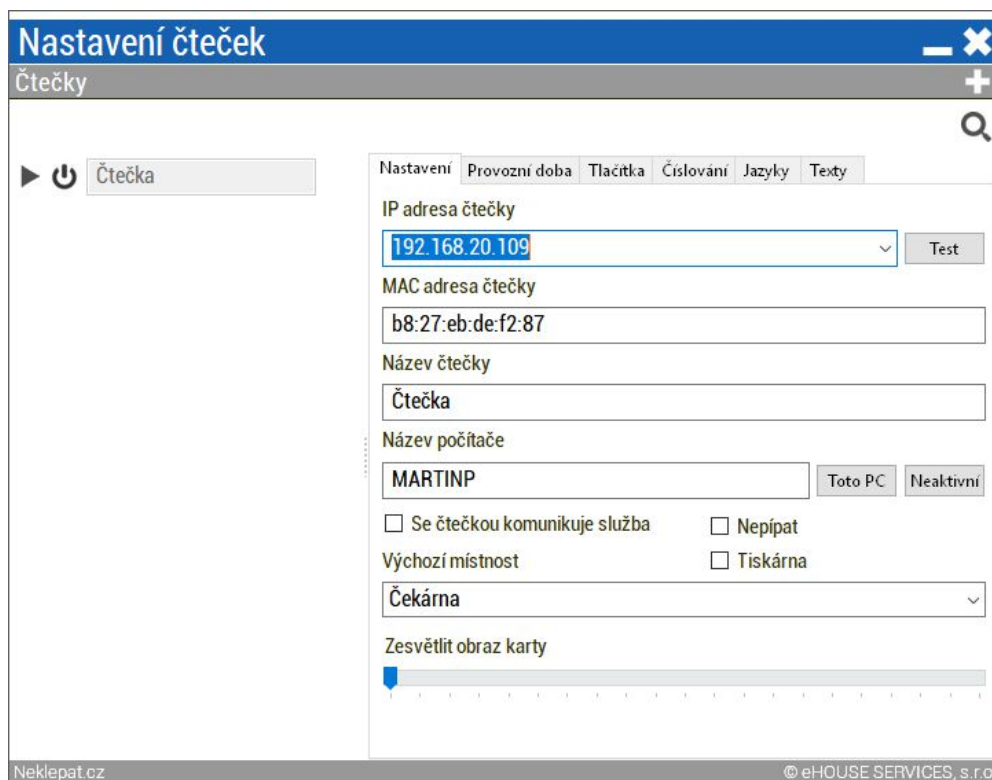 Nastavení čteček
Čtečky
Čtečka
Nastavení Provozní doba Tlačítka Číslování Jazyky Texty
IP adresa čtečky
192.168.20.109 Test
MAC adresa čtečky
b8:27:eb:de:f2:87
Název čtečky
Čtečka
Název počítače
MARTINP Toto PC Neaktivní
Se čtečkou komunikuje služba Nepípat
Výchozí místnost Tiskárna
Čekárna
Zesvětlit obraz karty
Neklepat.cz © eHOUSE SERVICES, s.r.o